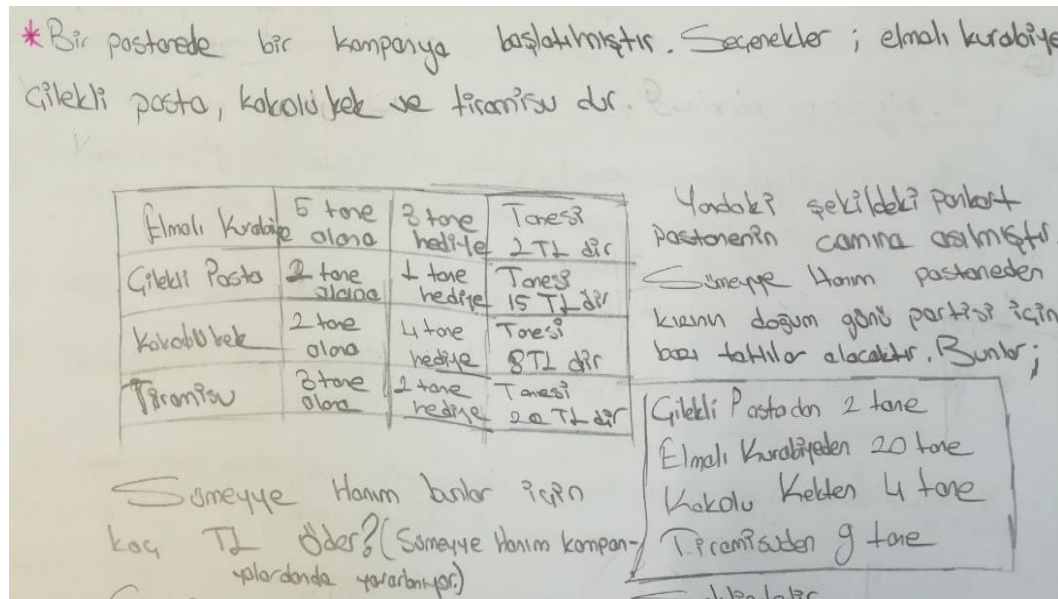 *Bir pastanede bir kampanya başlatılmıştır. Seçenekler ; elmalı kurabiye
Çilekli pasta, kakolu kek ve tiramisu dur.
Elmalı Kurabiye 5 tane alana 3 tane hediye Tanesi 2 TL dir
Çilekli Pasta 2 tane alana 1 tane hediye Tanesi 15 TL dir
Kakolu kek 2 tane alana 4 tane hediye Tanesi 8 TL dir
Tiramisu 3 tane alana 2 tane hediye Tanesi 20 TL dir
Yandaki şekildeki pankart
pastanenin camına asılmıştır
Sümeyye Hanım pastaneden
kızının doğum günü partisi için
bazı tatlılar alacaktır. Bunlar ;
Çilekli Pastadan 2 tane
Elmalı Kurabiyeden 20 tane
Kakolu Kekten 4 tane
Tiramisuden 9 tane
Sümeyye Hanım bunlar için
kaç TL Öder? (Sümeyye Hanım kampan-
yalardanda yararlanıyor.)